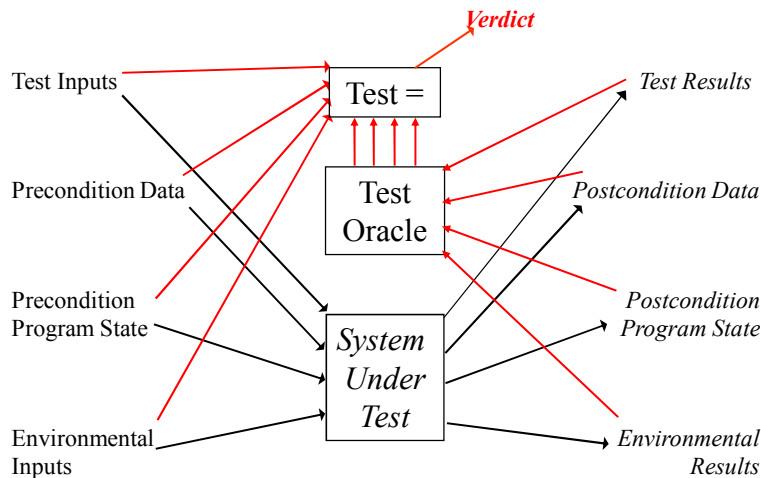 Verdict
Test Inputs
Test =
Test Results
Precondition Data
Test
Oracle
Postcondition Data
Precondition
Program State
System
Under
Test
Postcondition
Program State
Environmental
Inputs
Environmental
Results